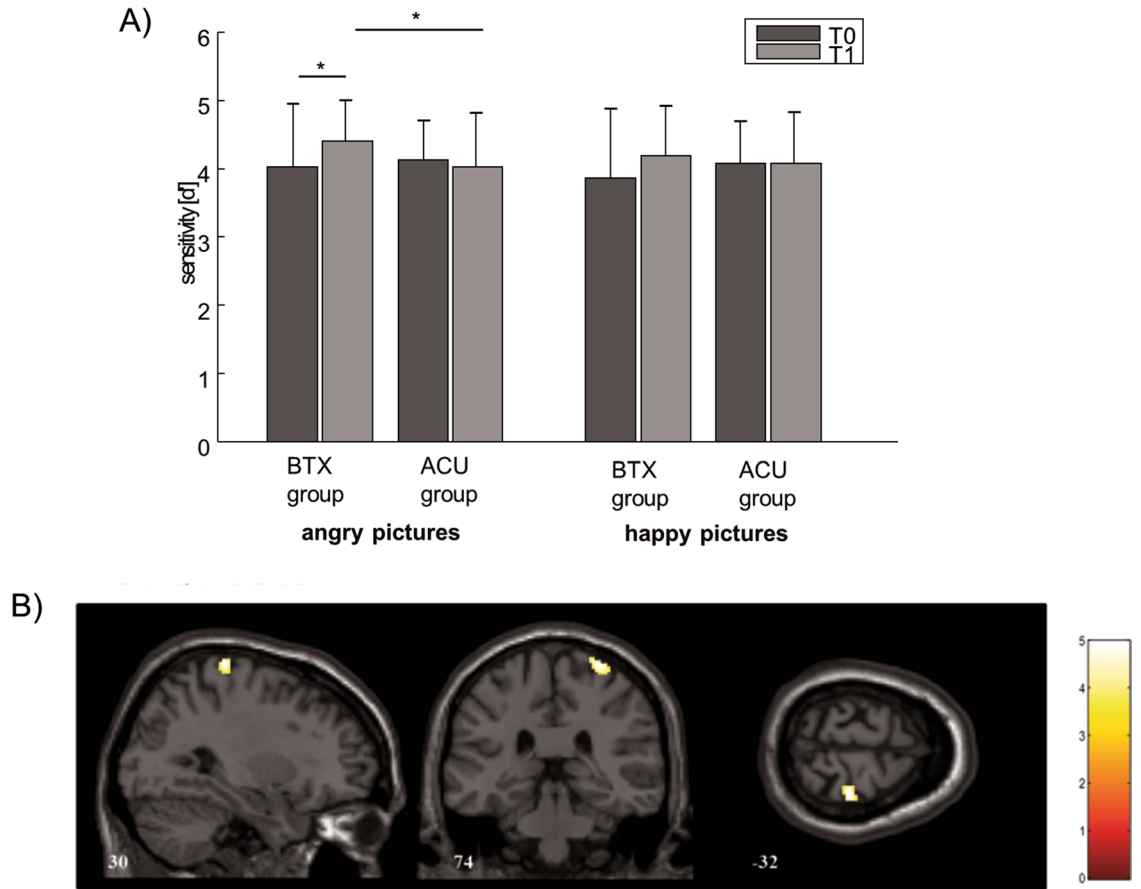 A)
*
*
T0
T1
sensitivity [d']
6
5
4
3
2
1
0
BTX
group
ACU
group
BTX
group
ACU
group
angry pictures
happy pictures
B)
30
74
-32
5
4
3
2
1
0